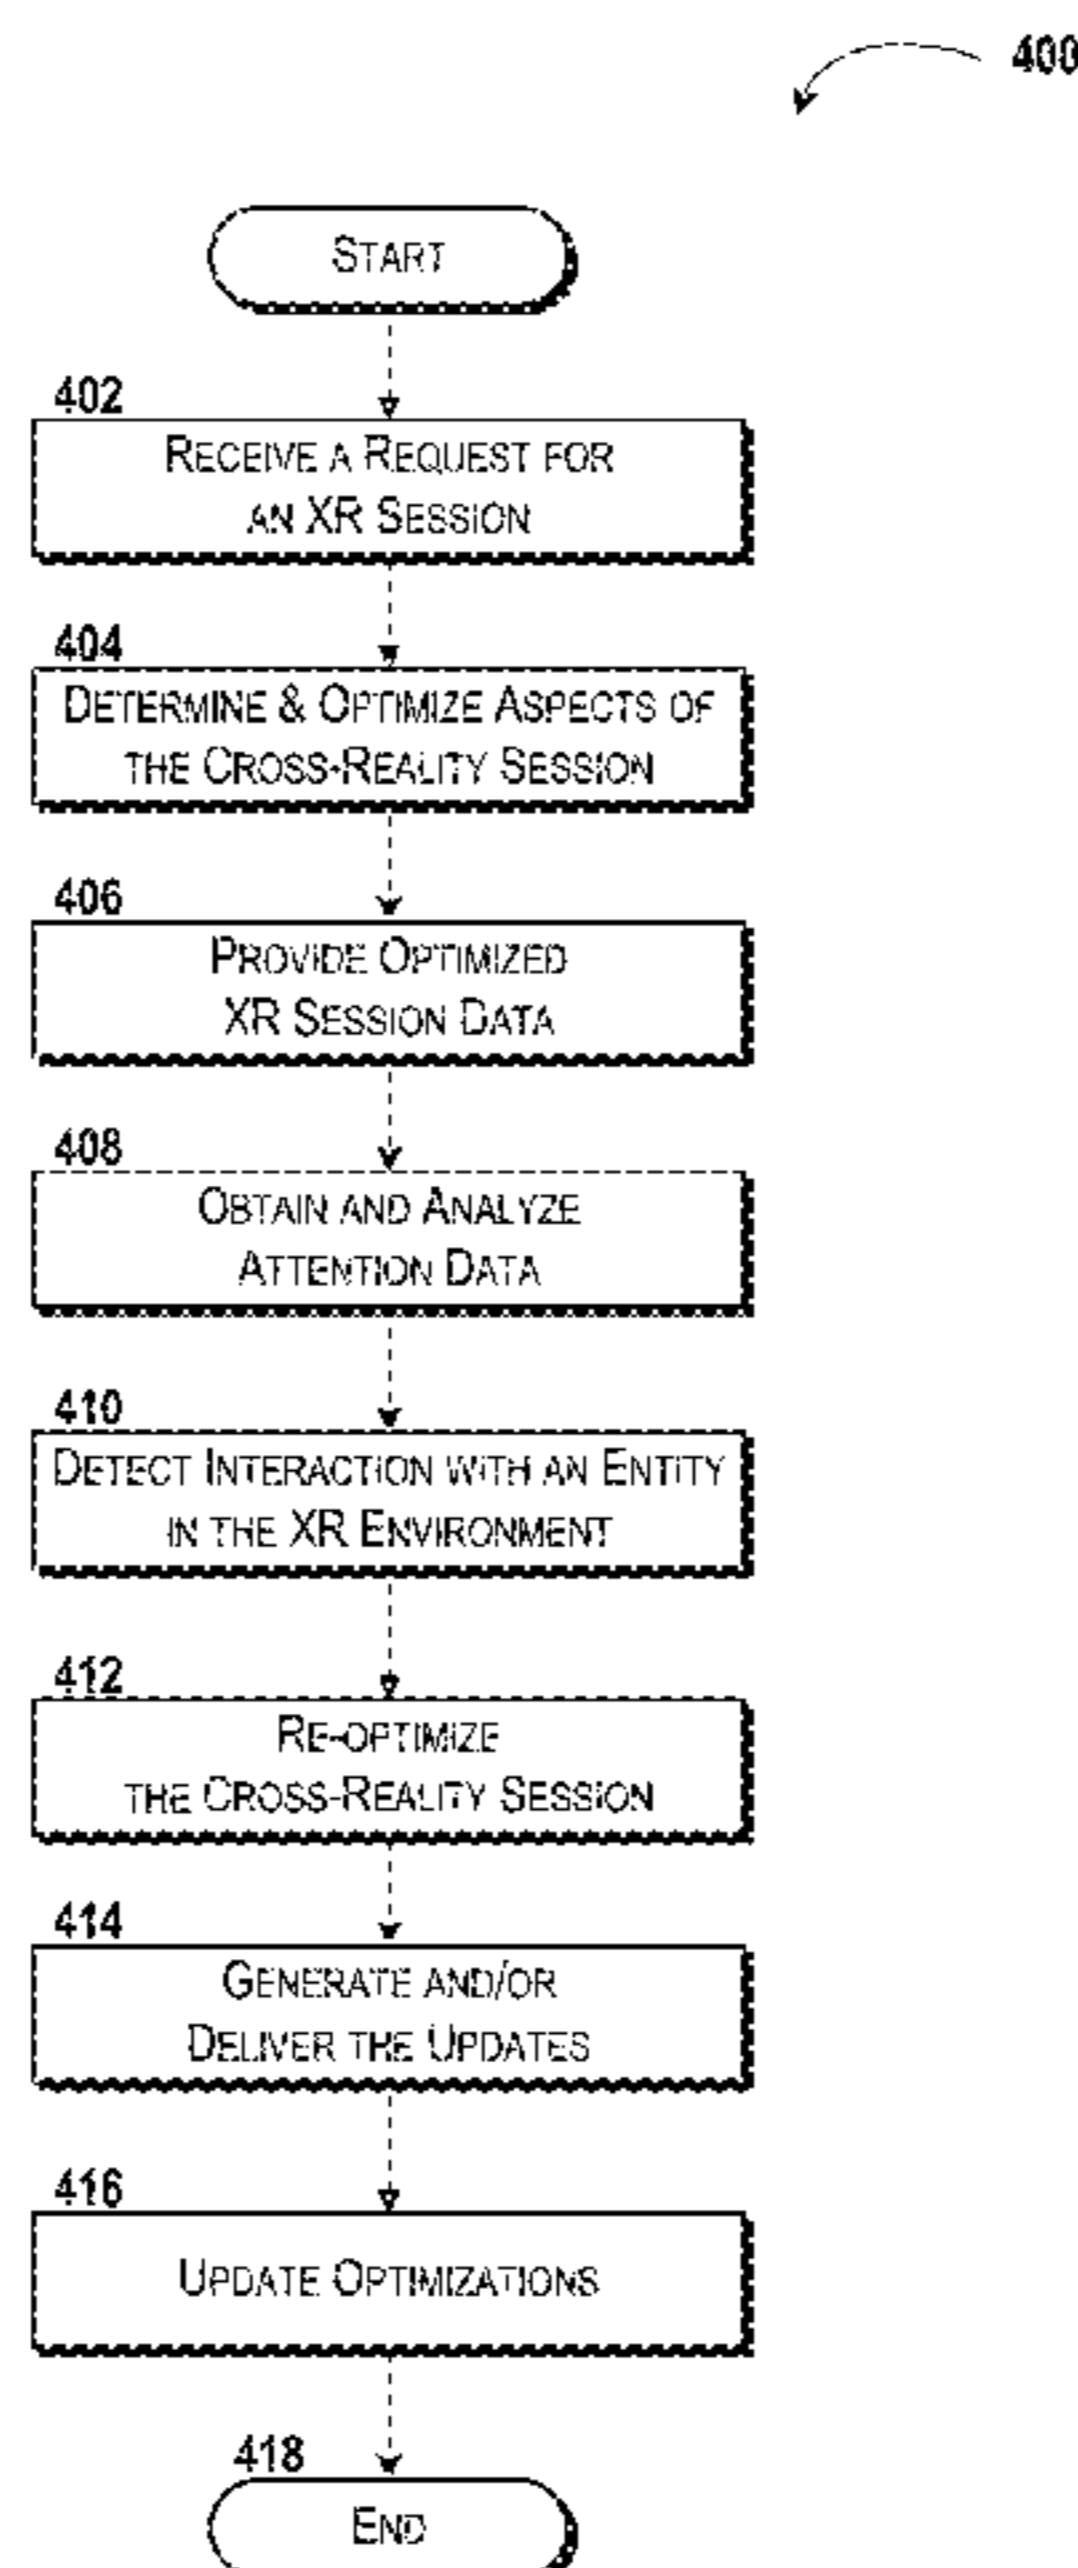 400
START
402
RECEIVE A REQUEST FOR
AN XR SESSION
404
DETERMINE & OPTIMIZE ASPECTS OF
THE CROSS-REALITY SESSION
406
PROVIDE OPTIMIZED
XR SESSION DATA
408
OBTAIN AND ANALYZE
ATTENTION DATA
410
DETECT INTERACTION WITH AN ENTITY
IN THE XR ENVIRONMENT
412
RE-OPTIMIZE
THE CROSS-REALITY SESSION
414
GENERATE AND/OR
DELIVER THE UPDATES
416
UPDATE OPTIMIZATIONS
418
END